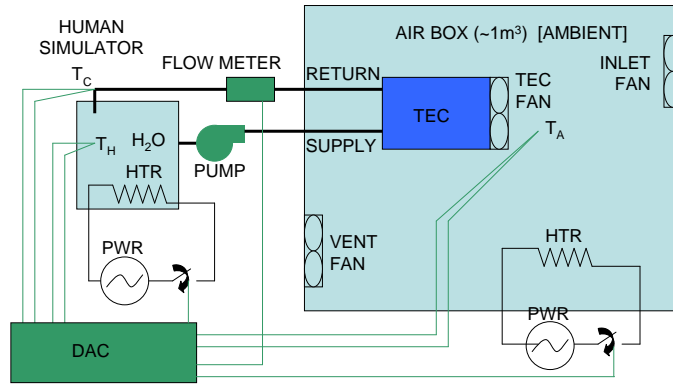 HUMAN
SIMULATOR
T_C
FLOW METER
RETURN
AIR BOX (~1m³) [AMBIENT]
INLET
FAN
TEC
TEC
FAN
T_A
T_H
H₂O
HTR
PUMP
SUPPLY
PWR
VENT
FAN
HTR
PWR
DAC